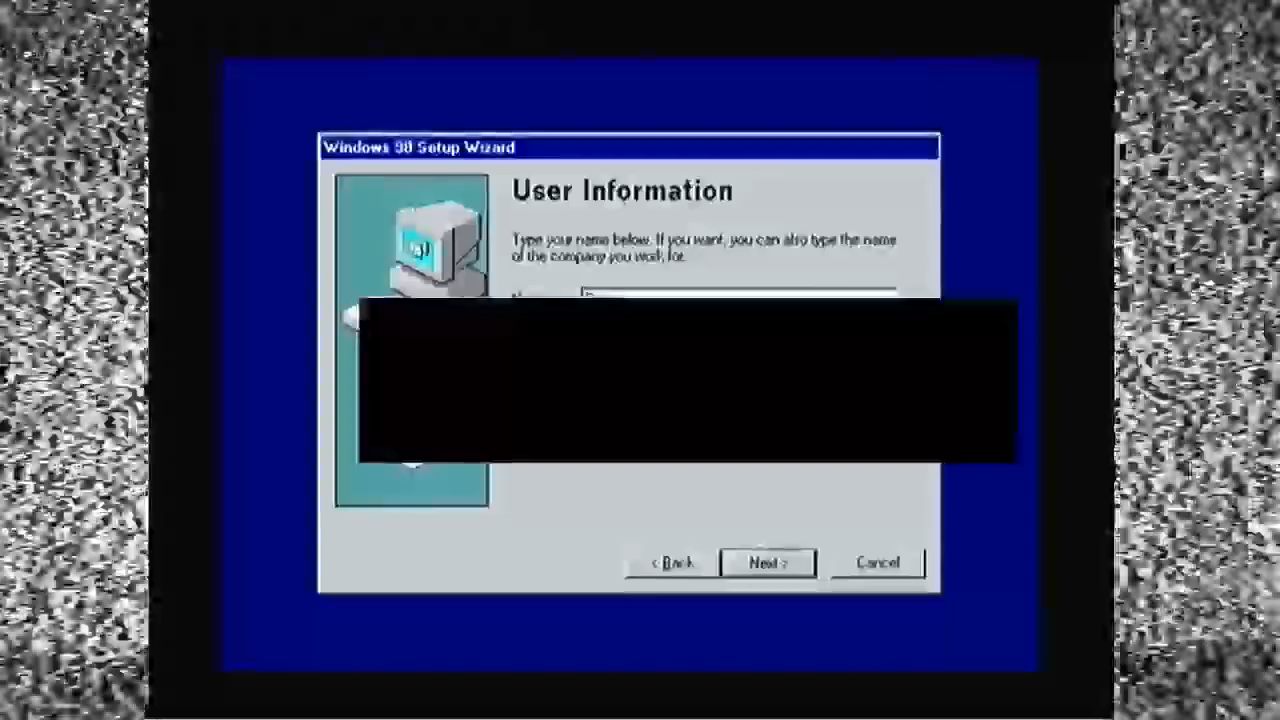 Windows 98 Setup Wizard
User Information
Type your name below. If you want, you can also type the name
of the company you work for.
< Back
Next >
Cancel